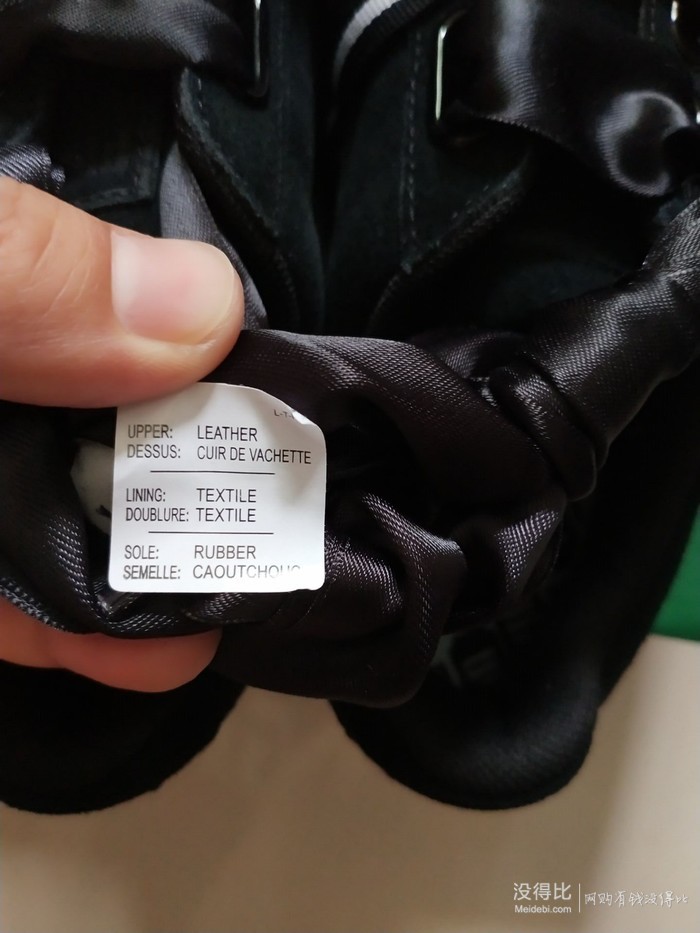 UPPER: LEATHER
DESSUS: CUIR DE VACHETTE
LINING: TEXTILE
DOUBLURE: TEXTILE
SOLE: RUBBER
SEMELLE: CAOUTCHOUC
没得比 网购有钱没得比
Meidebi.com